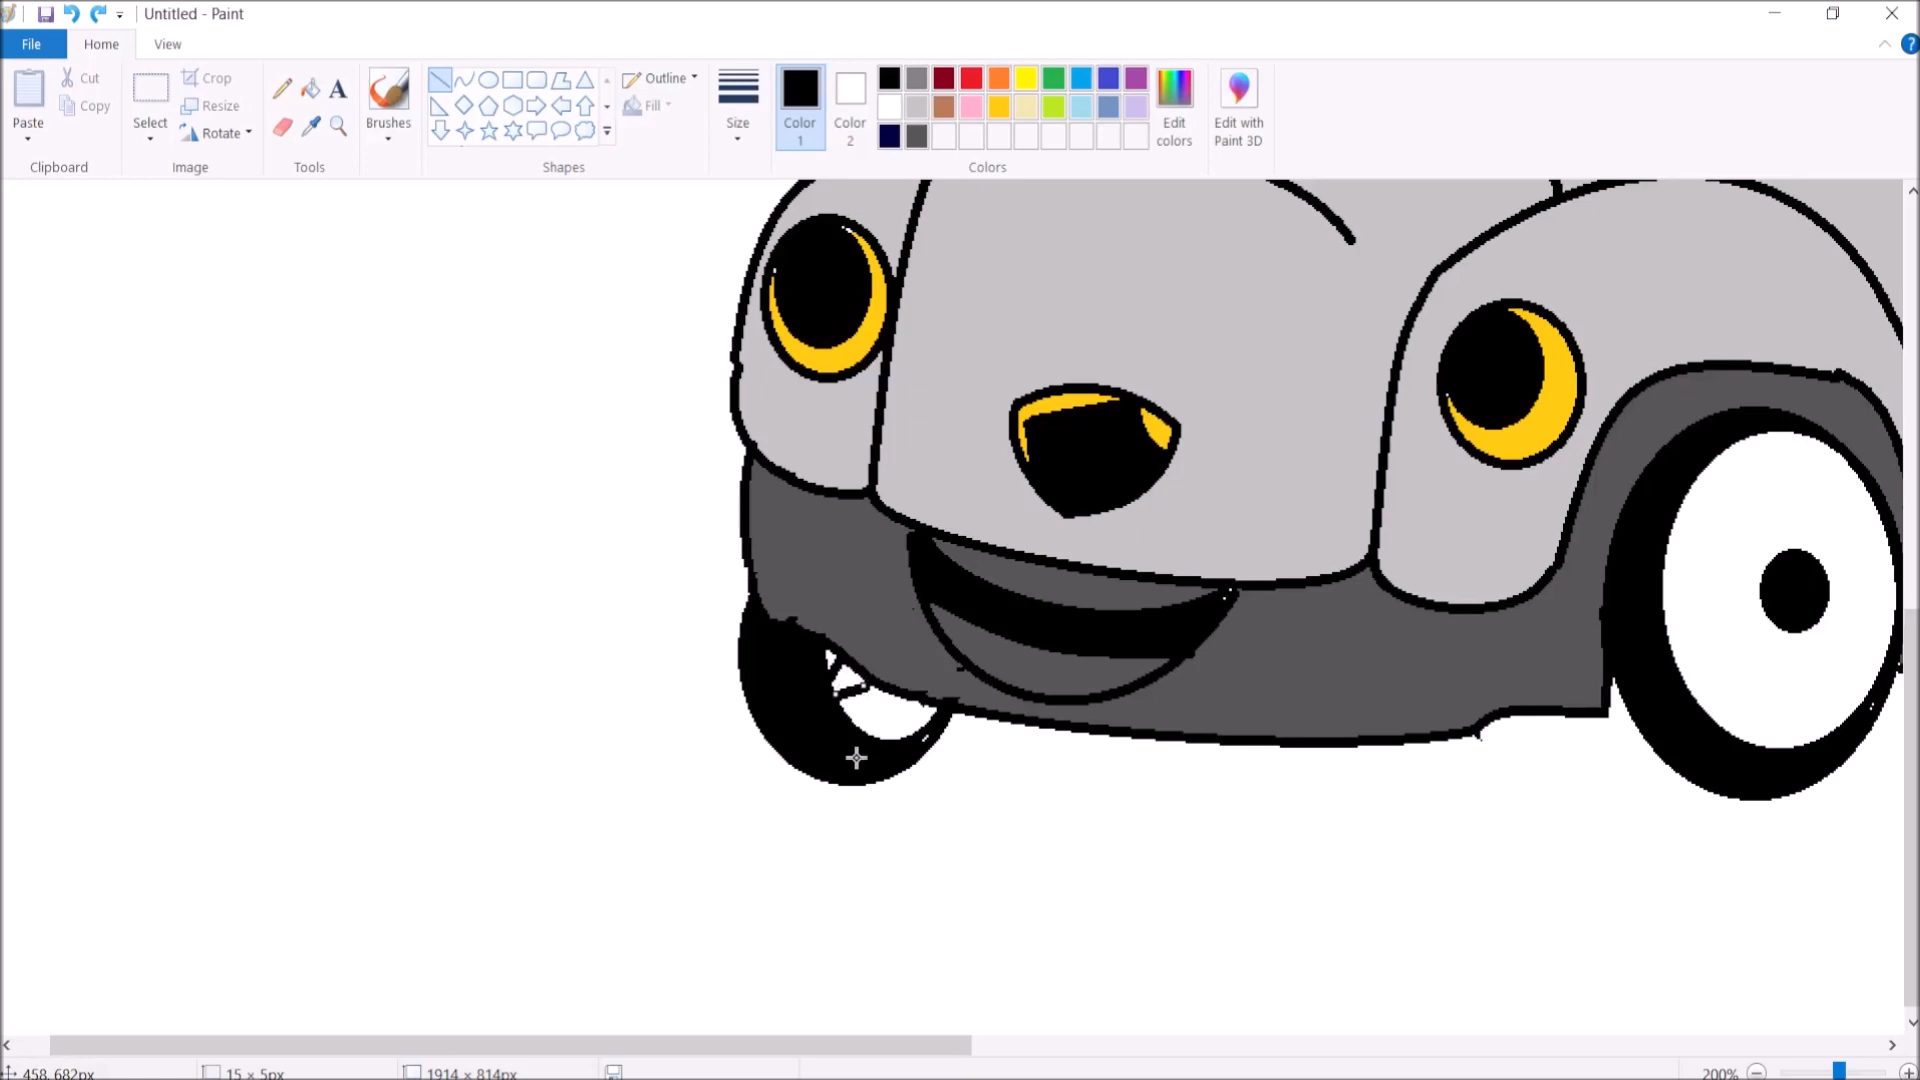 Untitled - Paint
File Home View
Paste
Cut
Copy
Clipboard
Select
Crop
Resize
Rotate
Image
A
Tools
Brushes
Shapes
Outline
Fill
Size
Color 1
Color 2
Colors
Edit colors
Edit with Paint 3D
?
458, 682px
15 × 5px
1914 × 814px
200%